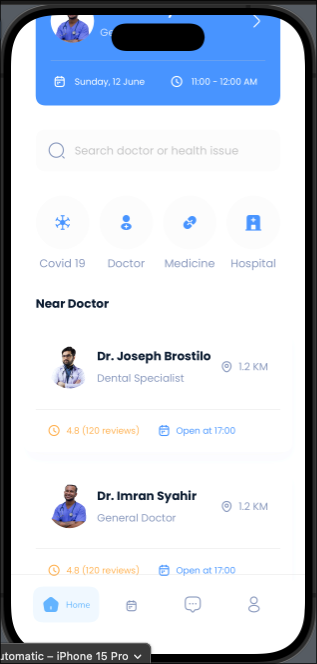 Ge
Sunday, 12 June
11:00 - 12:00 AM
Search doctor or health issue
Covid 19
Doctor
Medicine
Hospital
Near Doctor
Dr. Joseph Brostilo
1.2 KM
Dental Specialist
4.8 (120 reviews)
Open at 17:00
Dr. Imran Syahir
1.2 KM
General Doctor
4.8 (120 reviews)
Open at 17:00
Home
utomatic – iPhone 15 Pro